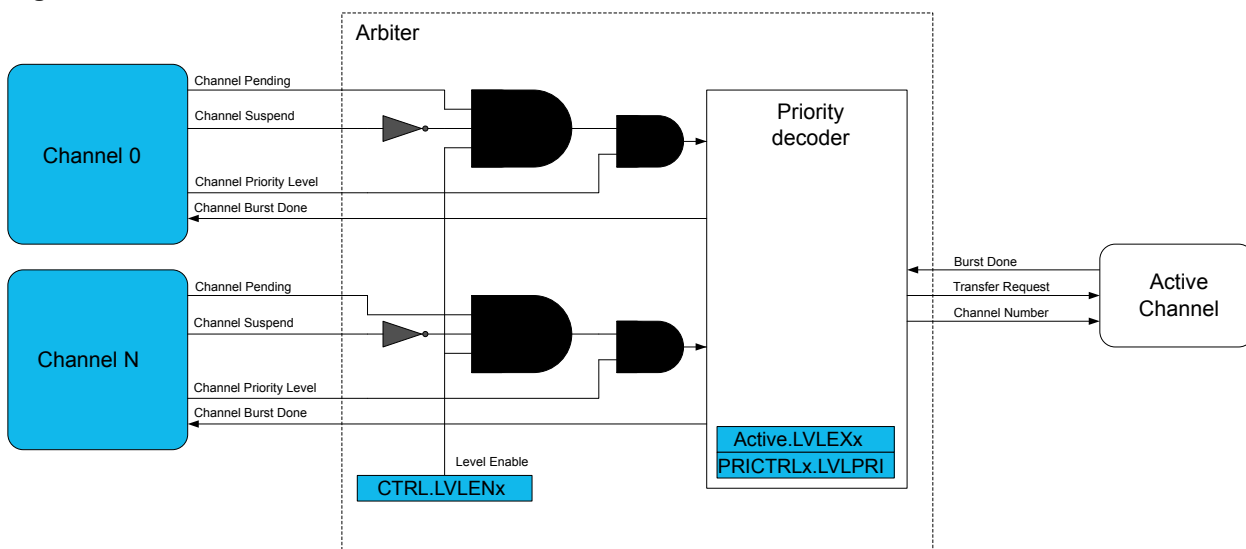 Arbiter
Channel 0
Channel Pending
Channel Suspend
Channel Priority Level
Channel Burst Done
Priority
decoder
Channel N
Channel Pending
Channel Suspend
Channel Priority Level
Channel Burst Done
Burst Done
Transfer Request
Channel Number
Active
Channel
Level Enable
CTRL.LVLENx
Active.LVLEXx
PRICTRLx.LVLPRI